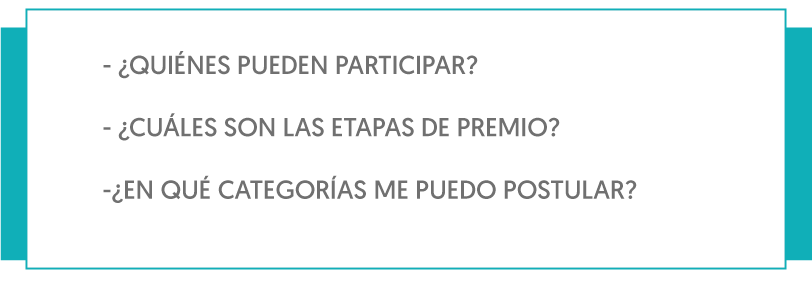 - ¿QUIÉNES PUEDEN PARTICIPAR?
- ¿CUÁLES SON LAS ETAPAS DE PREMIO?
-¿EN QUÉ CATEGORÍAS ME PUEDO POSTULAR?